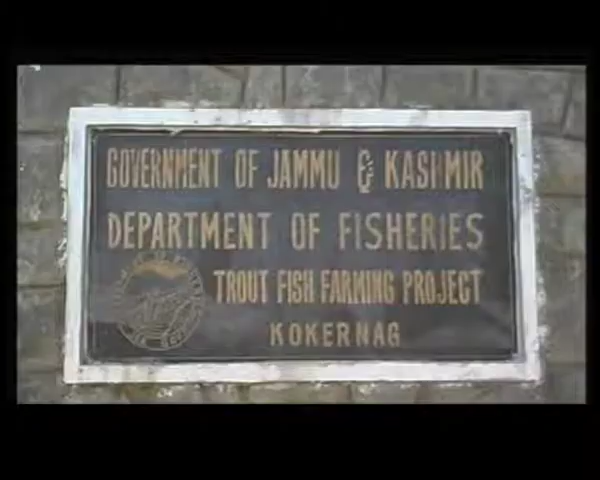 GOVERNMENT OF JAMMU & KASHMIR
DEPARTMENT OF FISHERIES
TROUT FISH FARMING PROJECT
KOKERNAG